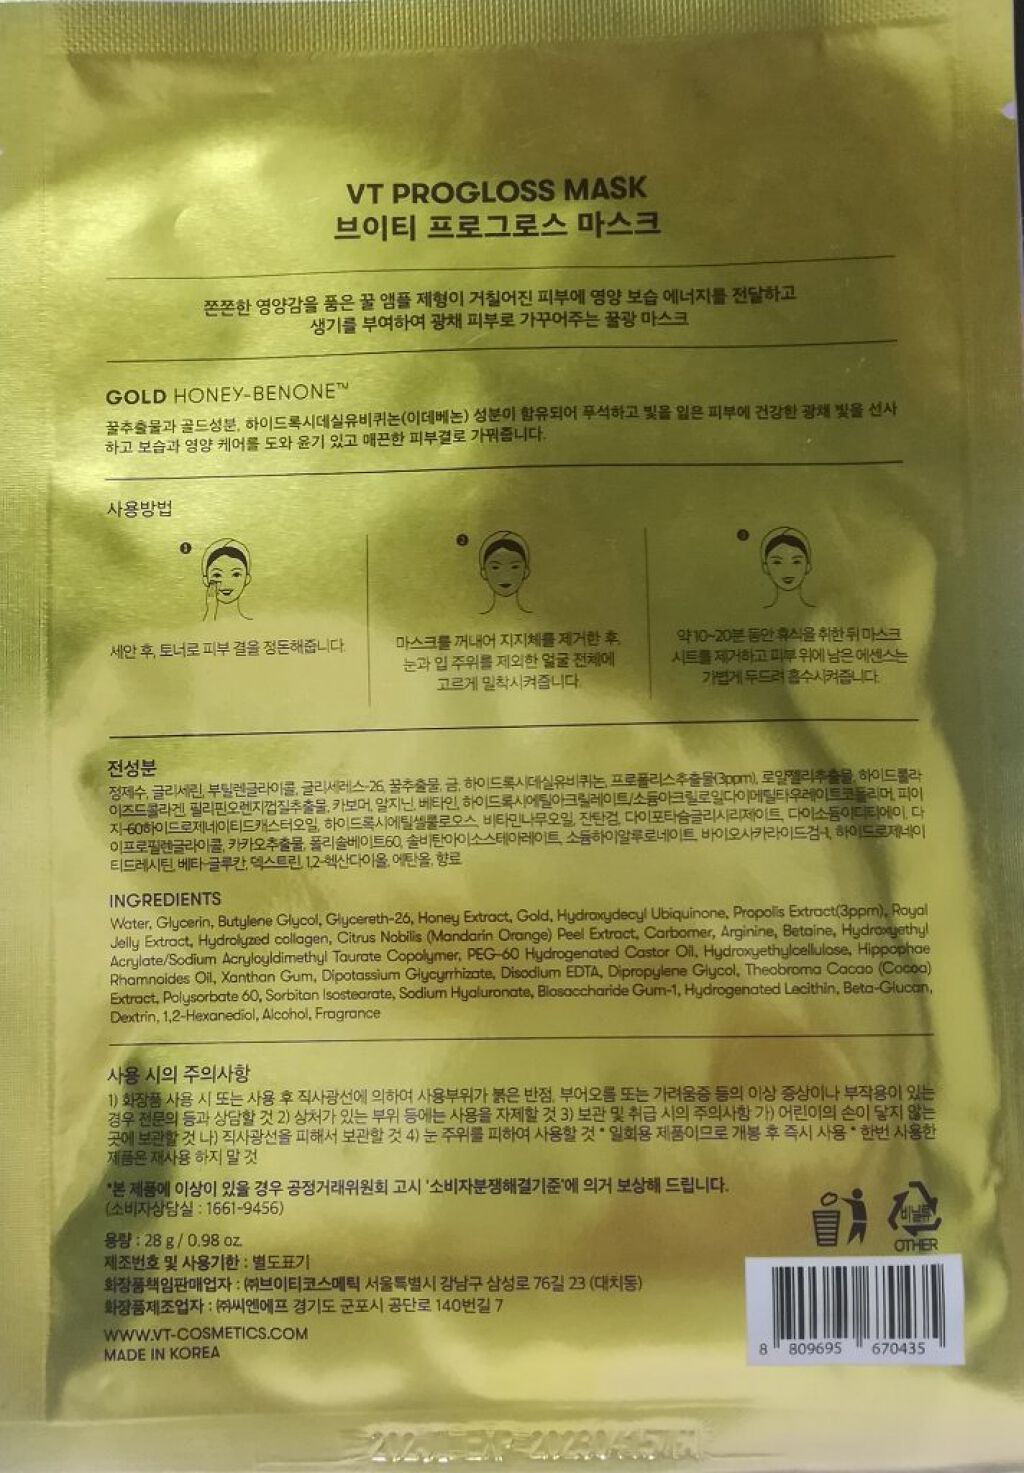 VT PROGLOSS MASK
브이티 프로그로스 마스크
쫀쫀한 영양감을 품은 꿀 앰플 제형이 거칠어진 피부에 영양 보습 에너지를 전달하고
생기를 부여하여 광채 피부로 가꾸어주는 꿀광 마스크
GOLD HONEY-BENONE™
꿀추출물과 골드성분, 하이드록시데실유비퀴논(이데베논) 성분이 함유되어 푸석하고 빛을 잃은 피부에 건강한 광채 빛을 선사
하고 보습과 영양 케어를 도와 윤기 있고 매끈한 피부결로 가꿔줍니다.
사용방법
1
세안 후, 토너로 피부 결을 정돈해줍니다.
2
마스크를 꺼내어 지지체를 제거한 후,
눈과 입 주위를 제외한 얼굴 전체에
고르게 밀착시켜줍니다.
3
약 10~20분 동안 휴식을 취한 뒤 마스크
시트를 제거하고 피부 위에 남은 에센스는
가볍게 두드려 흡수시켜줍니다.
전성분
정제수, 글리세린, 부틸렌글라이콜, 글리세레스-26, 꿀추출물, 금, 하이드록시데실유비퀴논, 프로폴리스추출물(3ppm), 로얄젤리추출물, 하이드롤라
이즈드콜라겐, 필리핀오렌지껍질추출물, 카보머, 알지닌, 베타인, 하이드록시에틸아크릴레이트/소듐아크릴로일다이메틸타우레이트코폴리머, 피이
지-60하이드로제네이티드캐스터오일, 하이드록시에틸셀룰로오스, 비타민나무오일, 잔탄검, 다이포타슘글리시리제이트, 다이소듐이디티에이, 다
이프로필렌글라이콜, 카카오추출물, 폴리솔베이트60, 솔비탄아이소스테아레이트, 소듐하이알루로네이트, 바이오사카라이드검-1, 하이드로제네이
티드레시틴, 베타-글루칸, 덱스트린, 1,2-헥산다이올, 에탄올, 향료
INGREDIENTS
Water, Glycerin, Butylene Glycol, Glycereth-26, Honey Extract, Gold, Hydroxydecyl Ubiquinone, Propolis Extract(3ppm), Royal
Jelly Extract, Hydrolyzed collagen, Citrus Nobilis (Mandarin Orange) Peel Extract, Carbomer, Arginine, Betaine, Hydroxyethyl
Acrylate/Sodium Acryloyldimethyl Taurate Copolymer, PEG-60 Hydrogenated Castor Oil, Hydroxyethylcellulose, Hippophae
Rhamnoides Oil, Xanthan Gum, Dipotassium Glycyrrhizate, Disodium EDTA, Dipropylene Glycol, Theobroma Cacao (Cocoa)
Extract, Polysorbate 60, Sorbitan Isostearate, Sodium Hyaluronate, Biosaccharide Gum-1, Hydrogenated Lecithin, Beta-Glucan,
Dextrin, 1,2-Hexanediol, Alcohol, Fragrance
사용 시의 주의사항
1) 화장품 사용 시 또는 사용 후 직사광선에 의하여 사용부위가 붉은 반점, 부어오름 또는 가려움증 등의 이상 증상이나 부작용이 있는
경우 전문의 등과 상담할 것 2) 상처가 있는 부위 등에는 사용을 자제할 것 3) 보관 및 취급 시의 주의사항 가) 어린이의 손이 닿지 않는
곳에 보관할 것 나) 직사광선을 피해서 보관할 것 4) 눈 주위를 피하여 사용할 것 * 일회용 제품이므로 개봉 후 즉시 사용 * 한번 사용한
제품은 재사용 하지 말 것
*본 제품에 이상이 있을 경우 공정거래위원회 고시 '소비자분쟁해결기준'에 의거 보상해 드립니다.
(소비자상담실 : 1661-9456)
용량 : 28 g / 0.98 oz.
제조번호 및 사용기한 : 별도표기
화장품책임판매업자 : ㈜브이티코스메틱 서울특별시 강남구 삼성로 76길 23 (대치동)
화장품제조업자 : ㈜씨엔에프 경기도 군포시 공단로 140번길 7
WWW.VT-COSMETICS.COM
MADE IN KOREA
비닐류
OTHER
8 809695 670435
EXP